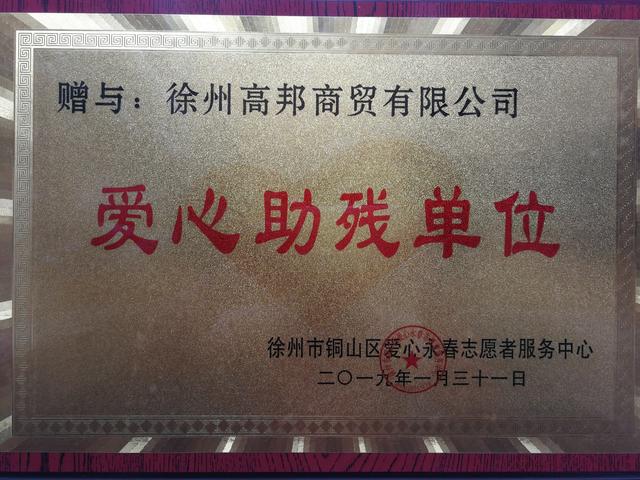 赠与：徐州高邦商贸有限公司
爱心助残单位
徐州市铜山区爱心永春志愿者服务中心
二〇一九年一月三十一日